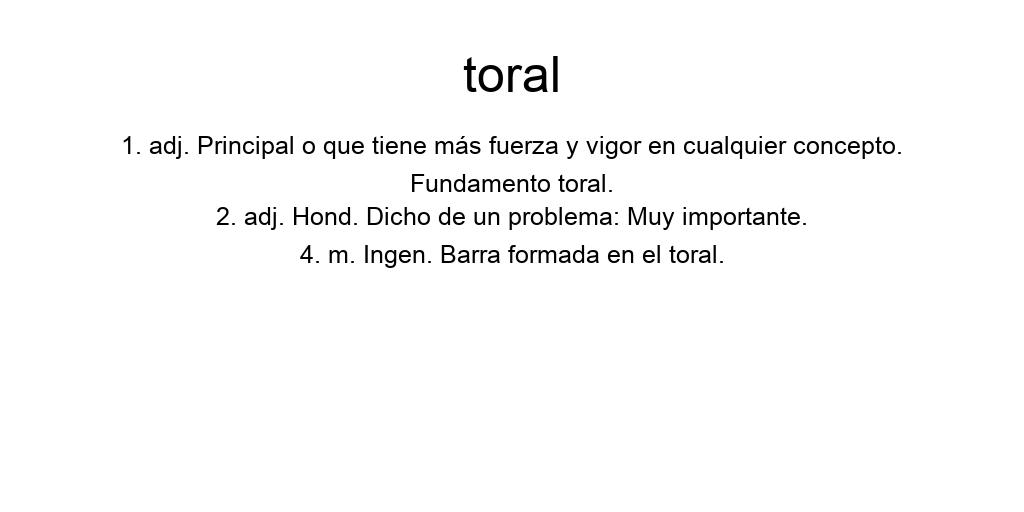 toral
1. adj. Principal o que tiene más fuerza y vigor en cualquier concepto.
Fundamento toral.
2. adj. Hond. Dicho de un problema: Muy importante.
4. m. Ingen. Barra formada en el toral.